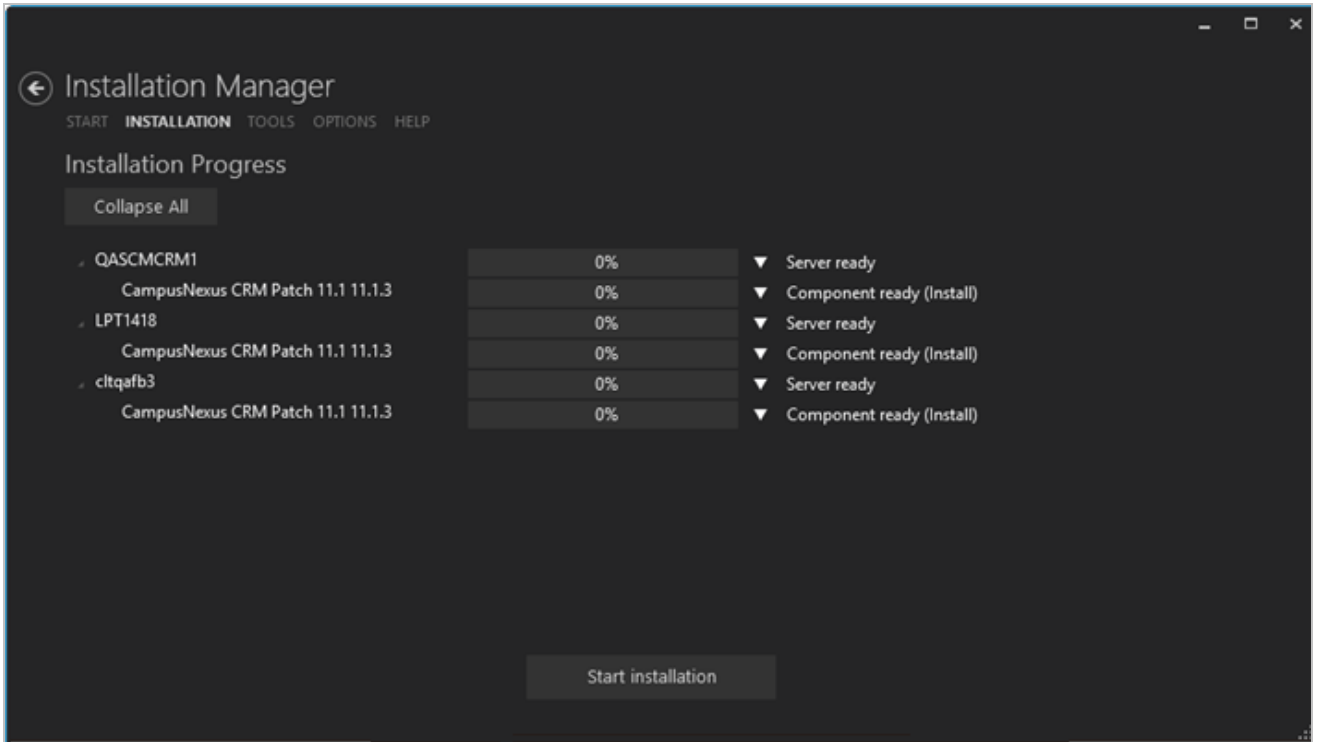 Installation Manager
START INSTALLATION TOOLS OPTIONS HELP
Installation Progress
Collapse All
QASCMCRM1 0% Server ready
CampusNexus CRM Patch 11.1 11.1.3 0% Component ready (Install)
LPT1418 0% Server ready
CampusNexus CRM Patch 11.1 11.1.3 0% Component ready (Install)
cltqafb3 0% Server ready
CampusNexus CRM Patch 11.1 11.1.3 0% Component ready (Install)
Start installation